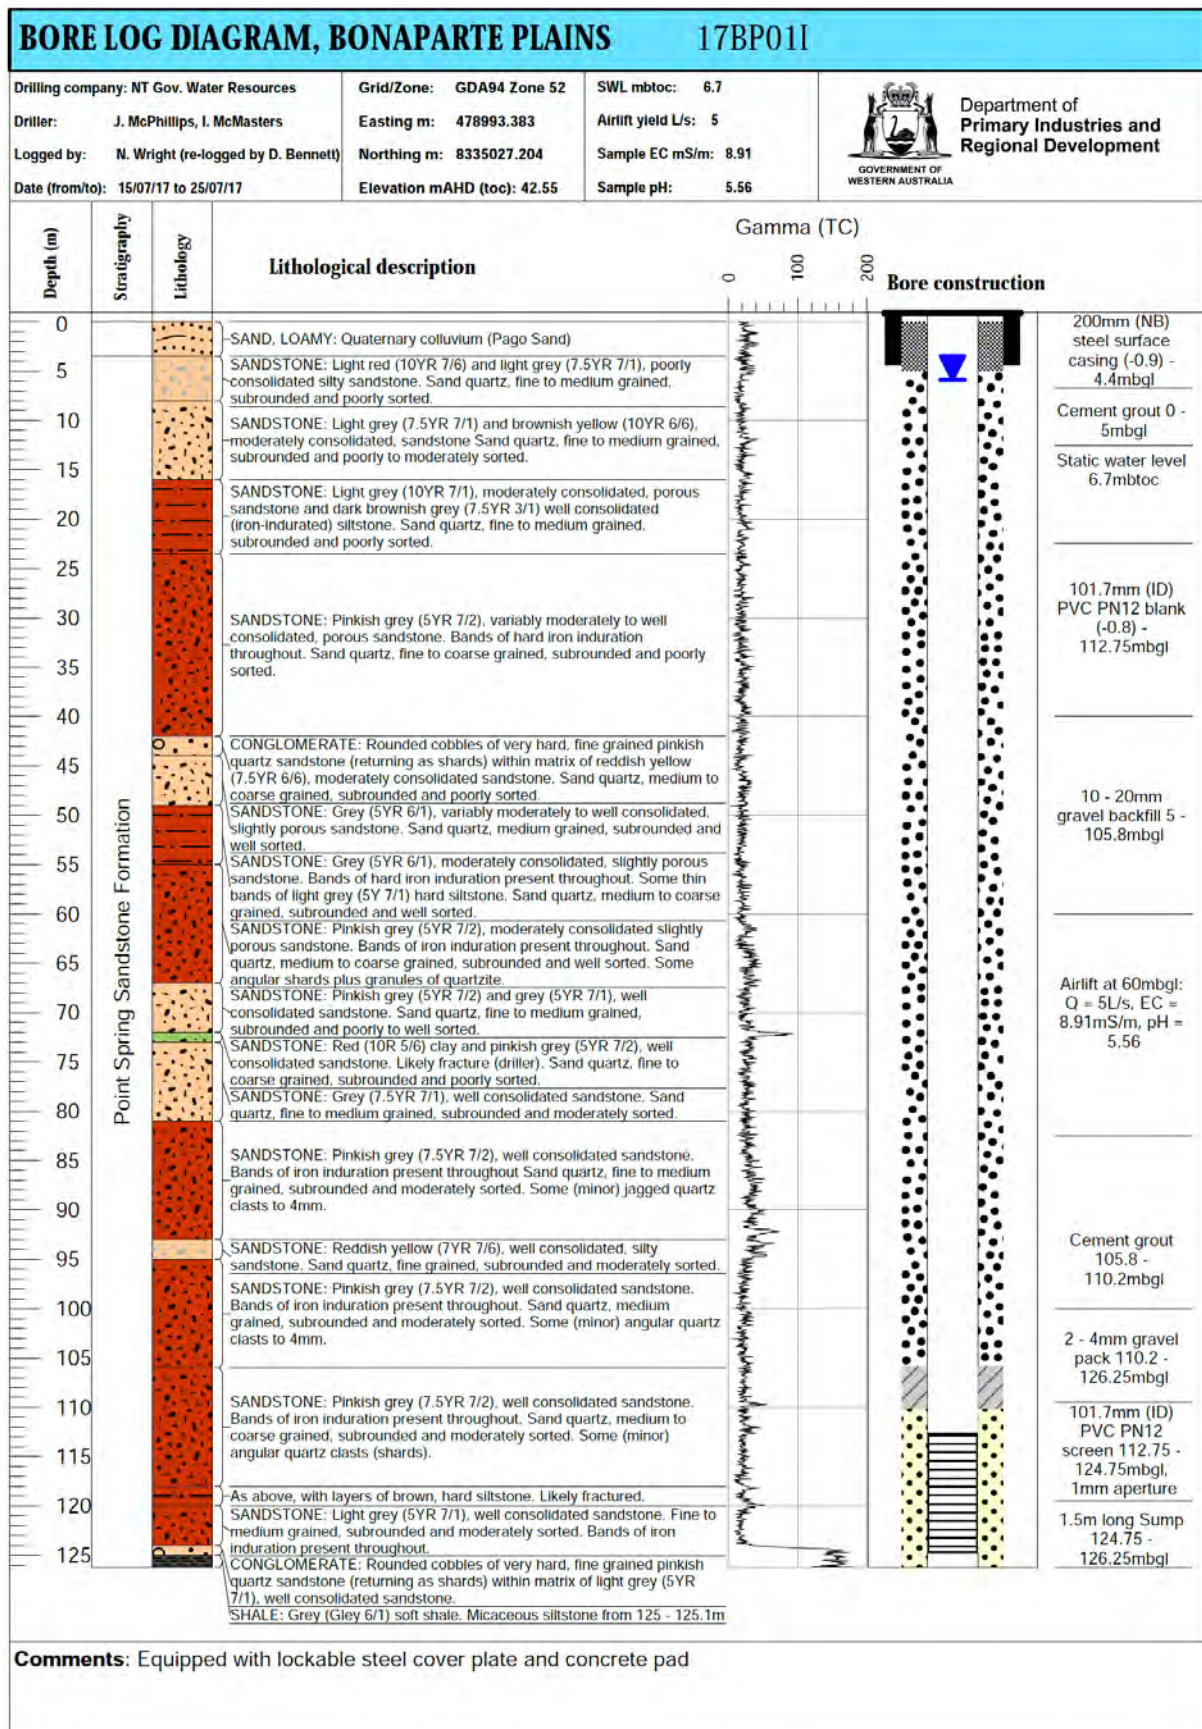 BORE LOG DIAGRAM, BONAPARTE PLAINS 17BP01I
Drilling company: NT Gov. Water Resources
Driller: J. McPhillips, I. McMasters
Logged by: N. Wright (re-logged by D. Bennett)
Date (from/to): 15/07/17 to 25/07/17
Grid/Zone: GDA94 Zone 52
Easting m: 478993.383
Northing m: 8335027.204
Elevation mAHD (toc): 42.55
SWL mbtoc: 6.7
Airlift yield L/s: 5
Sample EC mS/m: 8.91
Sample pH: 5.56
GOVERNMENT OF
WESTERN AUSTRALIA
Department of
Primary Industries and
Regional Development
Depth (m)
Stratigraphy
Lithology
Lithological description
Gamma (TC)
0 100 200
Bore construction
0
5
10
15
20
25
30
35
40
45
50
55
60
65
70
75
80
85
90
95
100
105
110
115
120
125
Point Spring Sandstone Formation
SAND, LOAMY: Quaternary colluvium (Pago Sand)
SANDSTONE: Light red (10YR 7/6) and light grey (7.5YR 7/1), poorly
consolidated silty sandstone. Sand quartz, fine to medium grained,
subrounded and poorly sorted.
SANDSTONE: Light grey (7.5YR 7/1) and brownish yellow (10YR 6/6),
moderately consolidated, sandstone Sand quartz, fine to medium grained,
subrounded and poorly to moderately sorted.
SANDSTONE: Light grey (10YR 7/1), moderately consolidated, porous
sandstone and dark brownish grey (7.5YR 3/1) well consolidated
(iron-indurated) siltstone. Sand quartz, fine to medium grained,
subrounded and poorly sorted.
SANDSTONE: Pinkish grey (5YR 7/2), variably moderately to well
consolidated, porous sandstone. Bands of hard iron induration
throughout. Sand quartz, fine to coarse grained, subrounded and poorly
sorted.
CONGLOMERATE: Rounded cobbles of very hard, fine grained pinkish
quartz sandstone (returning as shards) within matrix of reddish yellow
(7.5YR 6/6), moderately consolidated sandstone. Sand quartz, medium to
coarse grained, subrounded and poorly sorted.
SANDSTONE: Grey (5YR 6/1), variably moderately to well consolidated,
slightly porous sandstone. Sand quartz, medium grained, subrounded and
well sorted.
SANDSTONE: Grey (5YR 6/1), moderately consolidated, slightly porous
sandstone. Bands of hard iron induration present throughout. Some thin
bands of light grey (5Y 7/1) hard siltstone. Sand quartz, medium to coarse
grained, subrounded and well sorted.
SANDSTONE: Pinkish grey (5YR 7/2), moderately consolidated slightly
porous sandstone. Bands of iron induration present throughout. Sand
quartz, medium to coarse grained, subrounded and well sorted. Some
angular shards plus granules of quartzite.
SANDSTONE: Pinkish grey (5YR 7/2) and grey (5YR 7/1), well
consolidated sandstone. Sand quartz, fine to medium grained,
subrounded and poorly to well sorted.
SANDSTONE: Red (10R 5/6) clay and pinkish grey (5YR 7/2), well
consolidated sandstone. Likely fracture (driller). Sand quartz, fine to
coarse grained, subrounded and poorly sorted.
SANDSTONE: Grey (7.5YR 7/1), well consolidated sandstone. Sand
quartz, fine to medium grained, subrounded and moderately sorted.
SANDSTONE: Pinkish grey (7.5YR 7/2), well consolidated sandstone.
Bands of iron induration present throughout Sand quartz, fine to medium
grained, subrounded and moderately sorted. Some (minor) jagged quartz
clasts to 4mm.
SANDSTONE: Reddish yellow (7YR 7/6), well consolidated, silty
sandstone. Sand quartz, fine grained, subrounded and moderately sorted.
SANDSTONE: Pinkish grey (7.5YR 7/2), well consolidated sandstone.
Bands of iron induration present throughout. Sand quartz, medium
grained, subrounded and moderately sorted. Some (minor) angular quartz
clasts to 4mm.
SANDSTONE: Pinkish grey (7.5YR 7/2), well consolidated sandstone.
Bands of iron induration present throughout. Sand quartz, medium to
coarse grained, subrounded and moderately sorted. Some (minor)
angular quartz clasts (shards).
As above, with layers of brown, hard siltstone. Likely fractured.
SANDSTONE: Light grey (5YR 7/1), well consolidated sandstone. Fine to
medium grained, subrounded and moderately sorted. Bands of iron
induration present throughout.
CONGLOMERATE: Rounded cobbles of very hard, fine grained pinkish
quartz sandstone (returning as shards) within matrix of light grey (5YR
7/1), well consolidated sandstone.
SHALE: Grey (Gley 6/1) soft shale. Micaceous siltstone from 125 - 125.1m
200mm (NB)
steel surface
casing (-0.9) -
4.4mbgl
Cement grout 0 -
5mbgl
Static water level
6.7mbtoc
101.7mm (ID)
PVC PN12 blank
(-0.8) -
112.75mbgl
10 - 20mm
gravel backfill 5 -
105.8mbgl
Airlift at 60mbgl:
Q = 5L/s, EC =
8.91mS/m, pH =
5.56
Cement grout
105.8 -
110.2mbgl
2 - 4mm gravel
pack 110.2 -
126.25mbgl
101.7mm (ID)
PVC PN12
screen 112.75 -
124.75mbgl,
1mm aperture
1.5m long Sump
124.75 -
126.25mbgl
Comments: Equipped with lockable steel cover plate and concrete pad